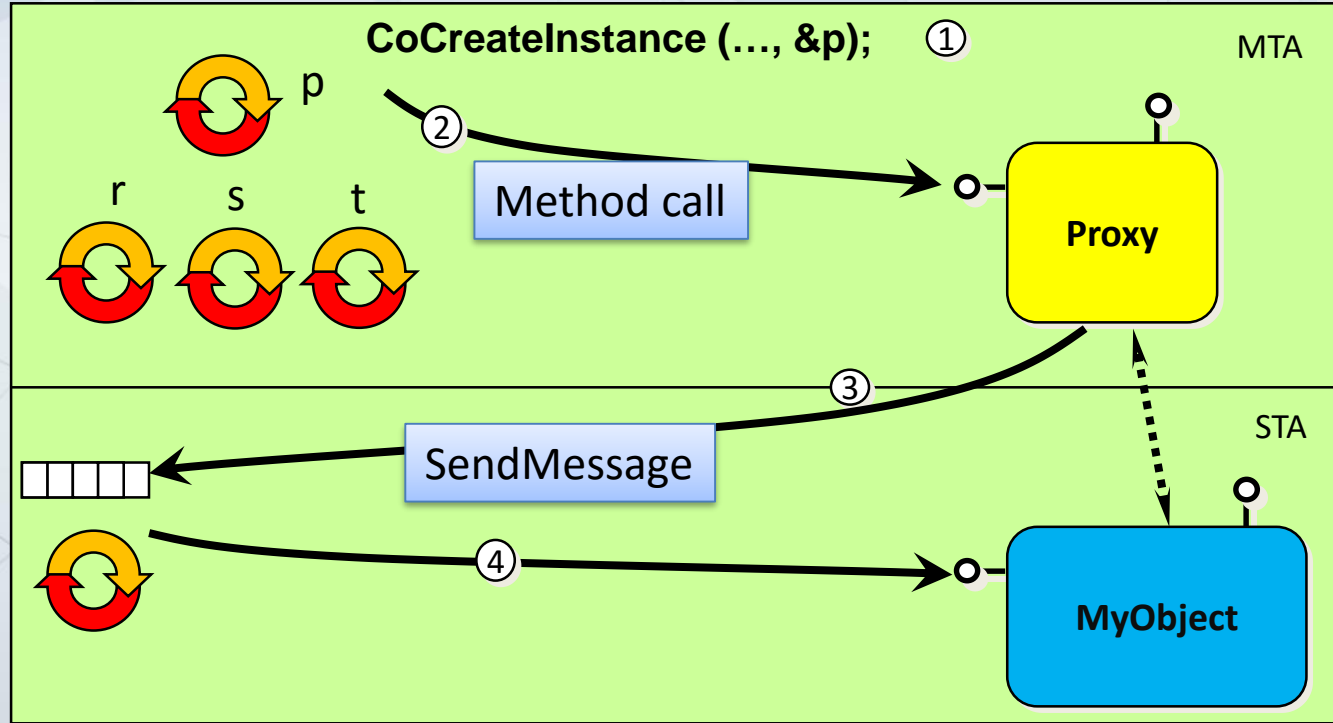 CoCreateInstance (…, &p); ①
MTA
p
②
Method call
r s t
Proxy
③
STA
SendMessage
④
MyObject